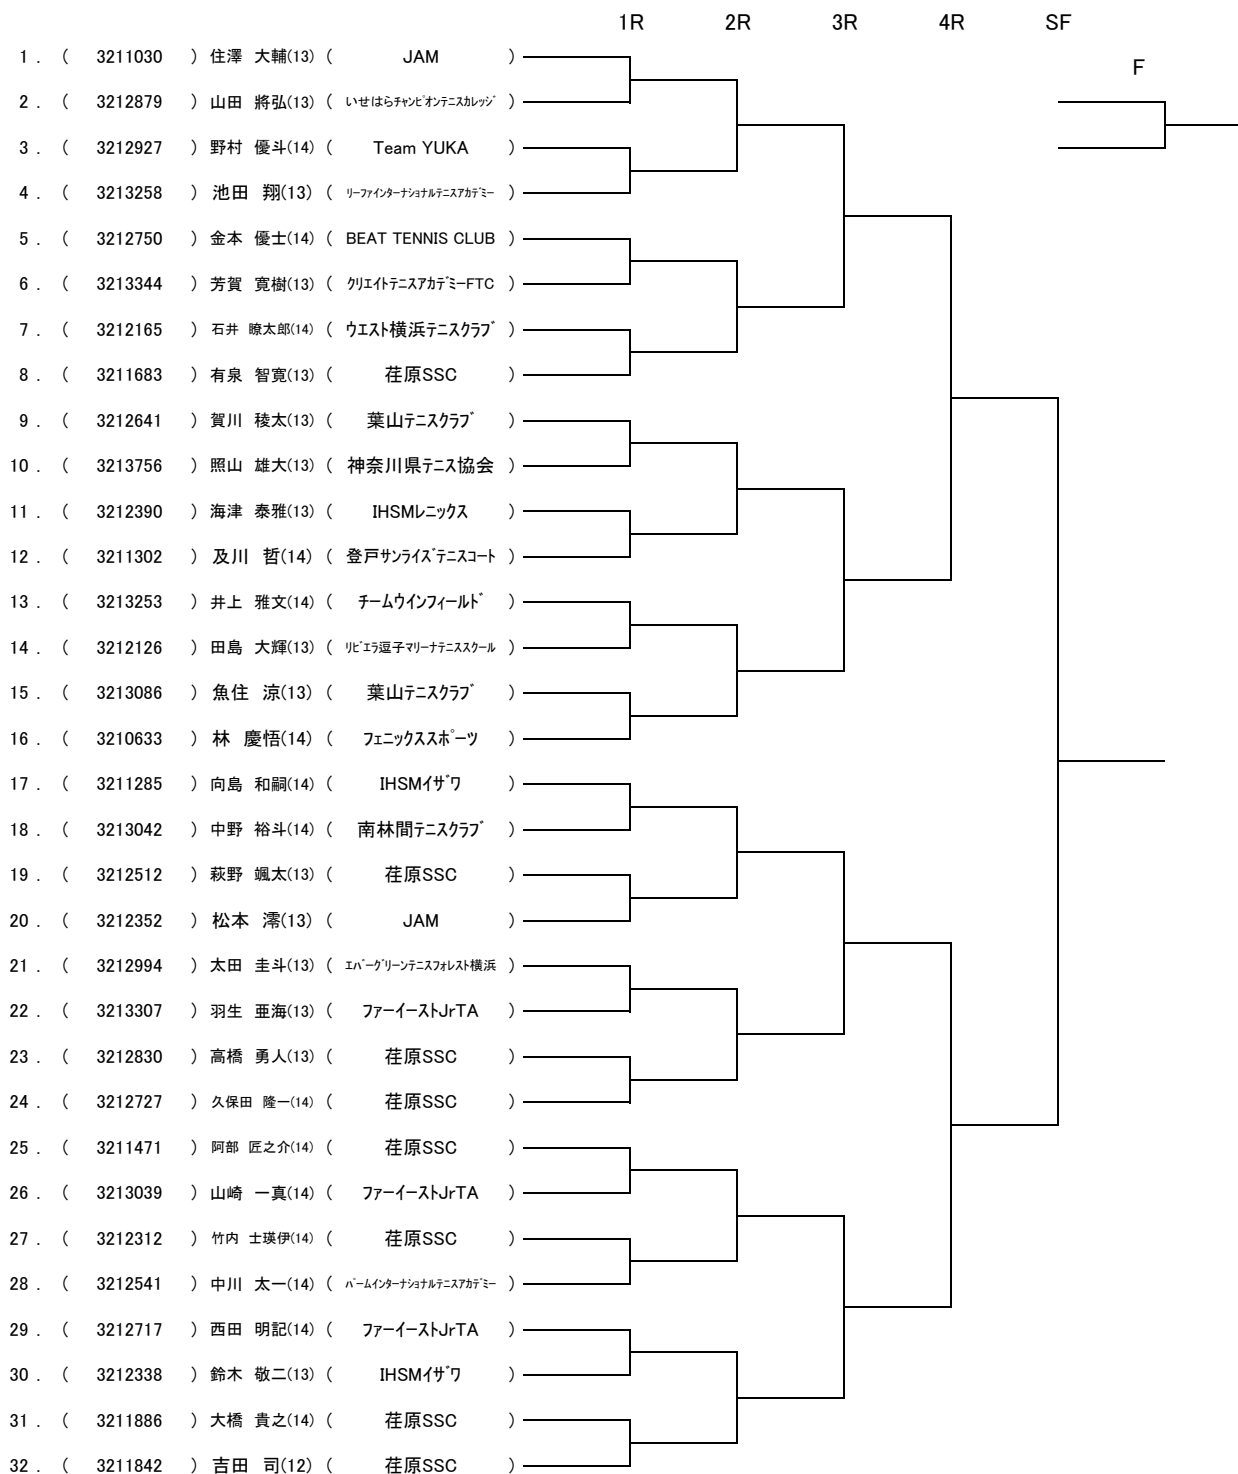 1R 2R 3R 4R SF
F
1 . ( 3211030 ) 住澤 大輔(13) ( JAM )
2 . ( 3212879 ) 山田 將弘(13) ( いせはらﾁｬﾝﾋﾟｵﾝﾃﾆｽｶﾚｯｼﾞ )
3 . ( 3212927 ) 野村 優斗(14) ( Team YUKA )
4 . ( 3213258 ) 池田 翔(13) ( ﾘｰﾌｧｲﾝﾀｰﾅｼｮﾅﾙﾃﾆｽｱｶﾃﾞﾐｰ )
5 . ( 3212750 ) 金本 優士(14) ( BEAT TENNIS CLUB )
6 . ( 3213344 ) 芳賀 寛樹(13) ( ｸﾘｴｲﾄﾃﾆｽｱｶﾃﾞﾐｰFTC )
7 . ( 3212165 ) 石井 瞭太郎(14) ( ｳｴｽﾄ横浜ﾃﾆｽｸﾗﾌﾞ )
8 . ( 3211683 ) 有泉 智寛(13) ( 荏原SSC )
9 . ( 3212641 ) 賀川 稜太(13) ( 葉山ﾃﾆｽｸﾗﾌﾞ )
10 . ( 3213756 ) 照山 雄大(13) ( 神奈川県ﾃﾆｽ協会 )
11 . ( 3212390 ) 海津 泰雅(13) ( IHSMﾚﾆｯｸｽ )
12 . ( 3211302 ) 及川 哲(14) ( 登戸ｻﾝﾗｲｽﾞﾃﾆｽｺｰﾄ )
13 . ( 3213253 ) 井上 雅文(14) ( ﾁｰﾑｳｲﾝﾌｨｰﾙﾄﾞ )
14 . ( 3212126 ) 田島 大輝(13) ( ﾘﾋﾞｴﾗ逗子ﾏﾘｰﾅﾃﾆｽｽｸｰﾙ )
15 . ( 3213086 ) 魚住 涼(13) ( 葉山ﾃﾆｽｸﾗﾌﾞ )
16 . ( 3210633 ) 林 慶悟(14) ( ﾌｪﾆｯｸｽｽﾎﾟｰﾂ )
17 . ( 3211285 ) 向島 和嗣(14) ( IHSMｲｻﾞﾜ )
18 . ( 3213042 ) 中野 裕斗(14) ( 南林間ﾃﾆｽｸﾗﾌﾞ )
19 . ( 3212512 ) 萩野 颯太(13) ( 荏原SSC )
20 . ( 3212352 ) 松本 澪(13) ( JAM )
21 . ( 3212994 ) 太田 圭斗(13) ( ｴﾊﾞｰｸﾞﾘｰﾝﾃﾆｽﾌｫﾚｽﾄ横浜 )
22 . ( 3213307 ) 羽生 亜海(13) ( ﾌｧｰｲｰｽﾄJrTA )
23 . ( 3212830 ) 高橋 勇人(13) ( 荏原SSC )
24 . ( 3212727 ) 久保田 隆一(14) ( 荏原SSC )
25 . ( 3211471 ) 阿部 匠之介(14) ( 荏原SSC )
26 . ( 3213039 ) 山崎 一真(14) ( ﾌｧｰｲｰｽﾄJrTA )
27 . ( 3212312 ) 竹内 士瑛伊(14) ( 荏原SSC )
28 . ( 3212541 ) 中川 太一(14) ( ﾊﾟｰﾑｲﾝﾀｰﾅｼｮﾅﾙﾃﾆｽｱｶﾃﾞﾐｰ )
29 . ( 3212717 ) 西田 明記(14) ( ﾌｧｰｲｰｽﾄJrTA )
30 . ( 3212338 ) 鈴木 敬二(13) ( IHSMｲｻﾞﾜ )
31 . ( 3211886 ) 大橋 貴之(14) ( 荏原SSC )
32 . ( 3211842 ) 吉田 司(12) ( 荏原SSC )